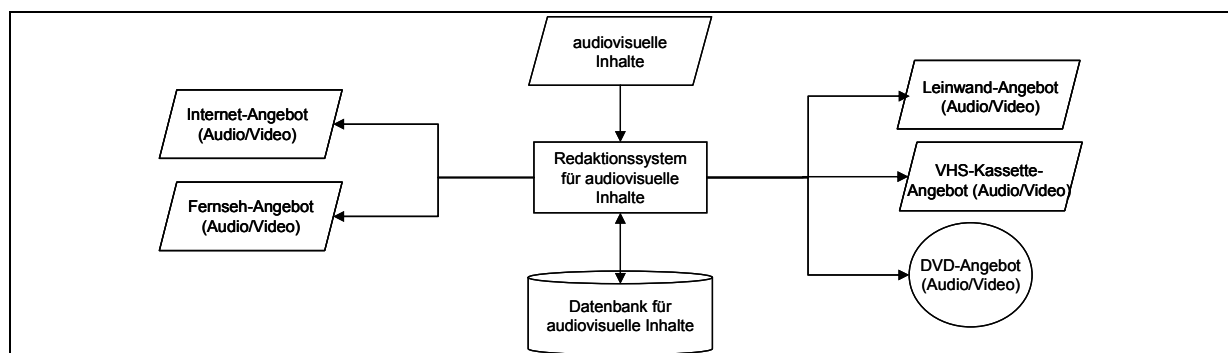 audiovisuelle
Inhalte
Internet-Angebot
(Audio/Video)
Fernseh-Angebot
(Audio/Video)
Redaktionssystem
für audiovisuelle
Inhalte
Datenbank für
audiovisuelle Inhalte
Leinwand-Angebot
(Audio/Video)
VHS-Kassette-
Angebot (Audio/Video)
DVD-Angebot
(Audio/Video)